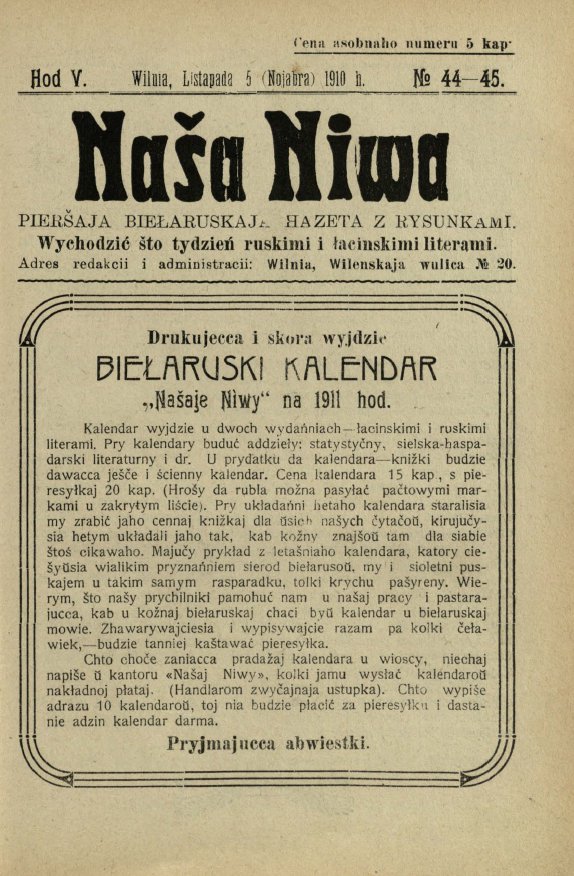 Cena asobnaho numeru 5 kap.
Hod V. Wilnia, Listapada 5 (Nojabra) 1910 h. № 44—45.
Naša Niwa
PIERŠAJA BIEŁARUSKAJA HAZETA Z RYSUNKAMI.
Wychodzić što tydzień ruskimi i łacinskimi literami.
Adres redakcii i administracii: Wilnia, Wilenskaja wulica № 20.
Drukujecca i skora wyjdzie
BIEŁARUSKI KALENDAR
„Našaje Niwy“ na 1911 hod.
Kalendar wyjdzie u dwoch wydańniach—łacinskimi i ruskimi
literami. Pry kalendary buduć addzieły: statystyčny, sielska-haspa-
darski literaturny i dr. U prydatku da kalendara—knižki budzie
dawacca ješče i ścienny kalendar. Cena kalendara 15 kap., s pie-
resyłkaj 20 kap. (Hrošy da rubla možna pasyłać pačtowymi mar-
kami u zakrytym liście). Pry układańni hetaho kalendara staralisia
my zrabić jaho cennaj knižkaj dla ŭsich našych čytačoŭ, kirujučy-
sia hetym układali jaho tak, kab kožny znajšoŭ tam dla siabie
štoś cikawaho. Majučy prykład z letašniaho kalendara, katory cie-
šyŭsia wialikim pryznańniem sierod biełarusoŭ, my i sioletni pus-
kajem u takim samym rasparadku, tolki krychu pašyreny. Wie-
rym, što našy prychilniki pamohuć nam u našaj pracy i pastara-
jucca, kab u kožnaj biełaruskaj chaci byŭ kalendar u biełaruskaj
mowie. Zhawarywajciesia i wypisywajcie razam pa kolki čeła-
wiek,—budzie tanniej kaštawać pieresyłka.
Chto choče zaniacca pradažaj kalendara u wioscy, niechaj
napiše ŭ kantoru «Našaj Niwy», kolki jamu wysłać kalendaroŭ
nakładnoj płataj. (Handlarom zwyčajnaja ustupka). Chto wypiše
adrazu 10 kalendaroŭ, toj nia budzie płacić za pieresyłku i dasta-
nie adzin kalendar darma.
Pryjmajucca abwiestki.